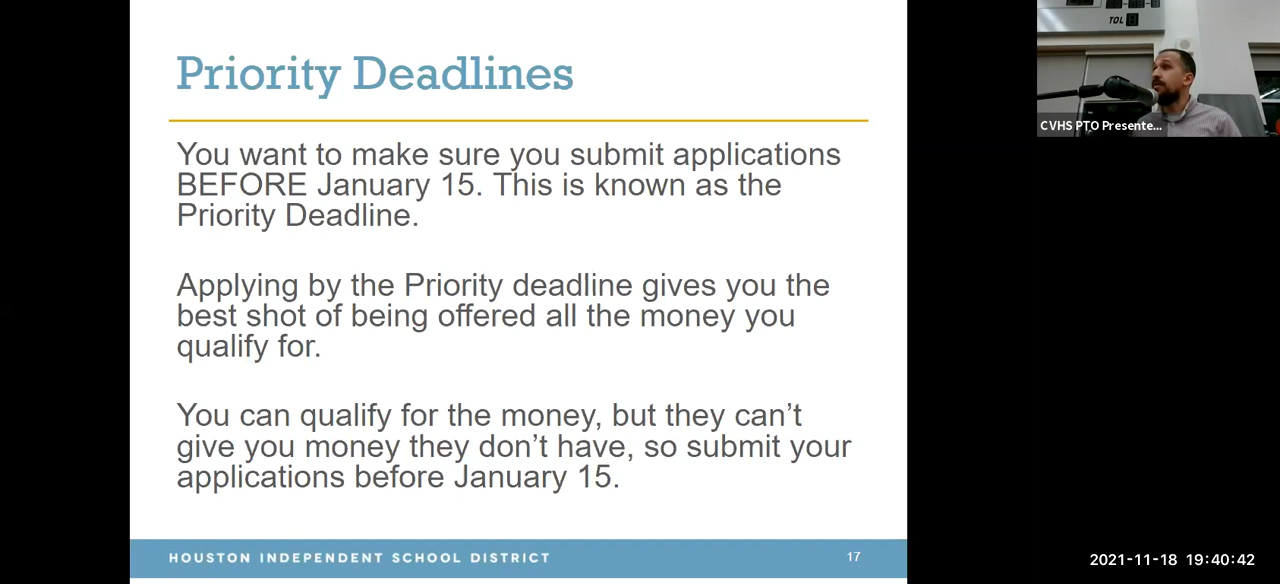 Priority Deadlines
You want to make sure you submit applications
BEFORE January 15. This is known as the
Priority Deadline.
Applying by the Priority deadline gives you the
best shot of being offered all the money you
qualify for.
You can qualify for the money, but they can’t
give you money they don’t have, so submit your
applications before January 15.
HOUSTON INDEPENDENT SCHOOL DISTRICT
17
TOL
CVHS PTO Presente...
2021-11-18 19:40:42